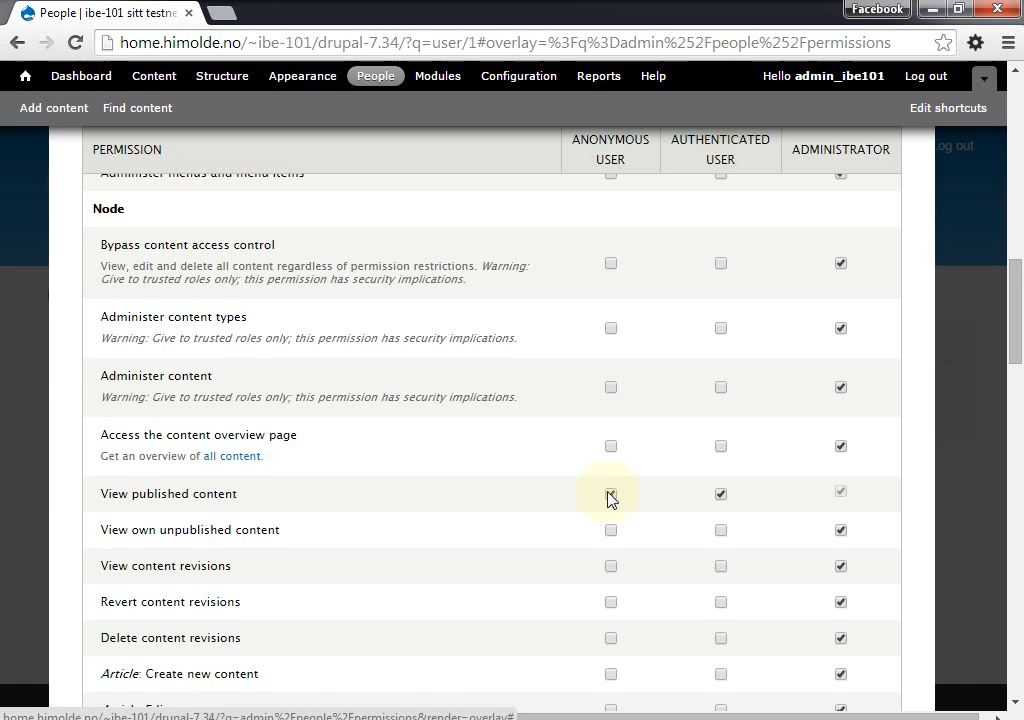 People | ibe-101 sitt testne
Facebook
home.himolde.no/~ibe-101/drupal-7.34/?q=user/1#overlay=%3Fq%3Dadmin%252Fpeople%252Fpermissions
Dashboard Content Structure Appearance People Modules Configuration Reports Help Hello admin_ibe101 Log out
Add content Find content Edit shortcuts
PERMISSION ANONYMOUS USER AUTHENTICATED USER ADMINISTRATOR
og out
Administer menus and menu items
Node
Bypass content access control
View, edit and delete all content regardless of permission restrictions. Warning:
Give to trusted roles only; this permission has security implications.
Administer content types
Warning: Give to trusted roles only; this permission has security implications.
Administer content
Warning: Give to trusted roles only; this permission has security implications.
Access the content overview page
Get an overview of all content.
View published content
View own unpublished content
View content revisions
Revert content revisions
Delete content revisions
Article: Create new content
home.himolde.no/~ibe-101/drupal-7.34/?q=admin%2Fpeople%2Fpermissions&render=overlay#